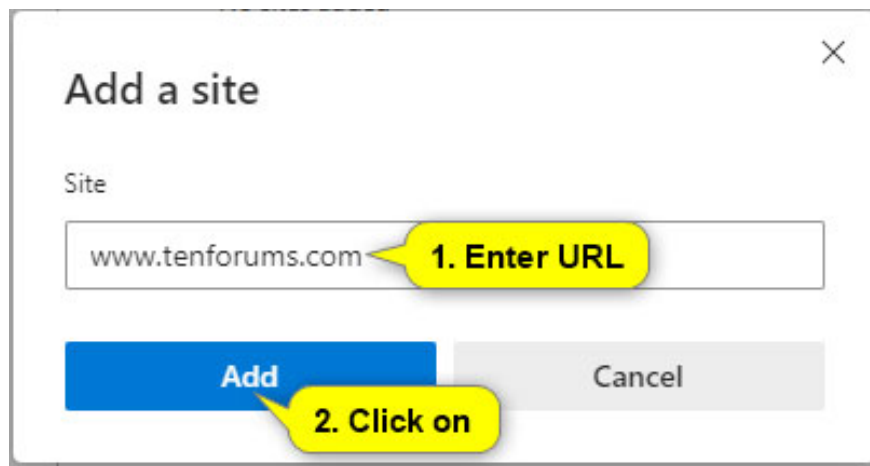 Add a site
Site
www.tenforums.com
1. Enter URL
Add
Cancel
2. Click on